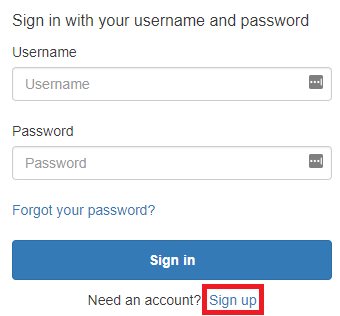 Sign in with your username and password
Username
Username
Password
Password
Forgot your password?
Sign in
Need an account? Sign up